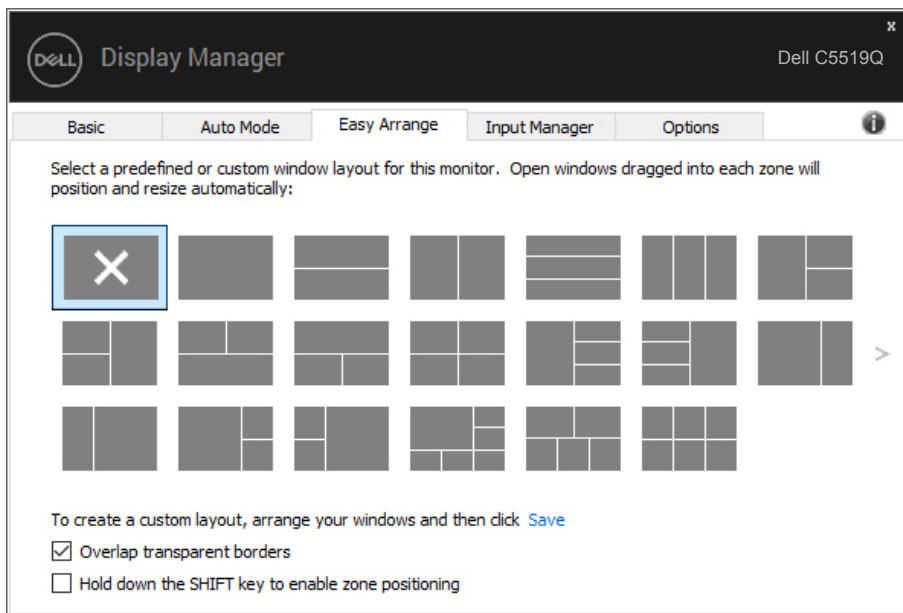 x
DELL
Display Manager
Dell C5519Q
Basic
Auto Mode
Easy Arrange
Input Manager
Options
i
Select a predefined or custom window layout for this monitor. Open windows dragged into each zone will
position and resize automatically:
>
To create a custom layout, arrange your windows and then click Save
Overlap transparent borders
Hold down the SHIFT key to enable zone positioning